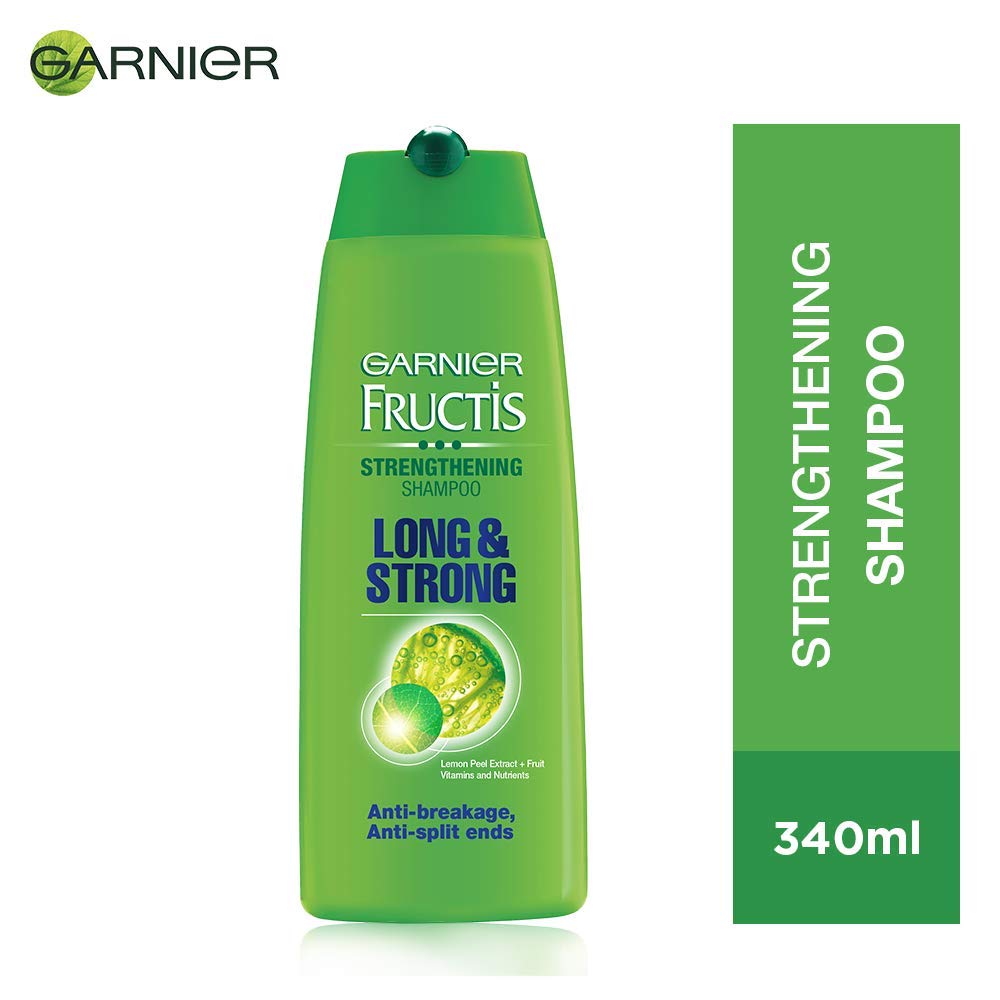 GARNIER
GARNIER
FRUCTIS
STRENGTHENING
SHAMPOO
LONG &
STRONG
Lemon Peel Extract + Fruit
Vitamins and Nutrients
Anti-breakage,
Anti-split ends
STRENGTHENING
SHAMPOO
340ml